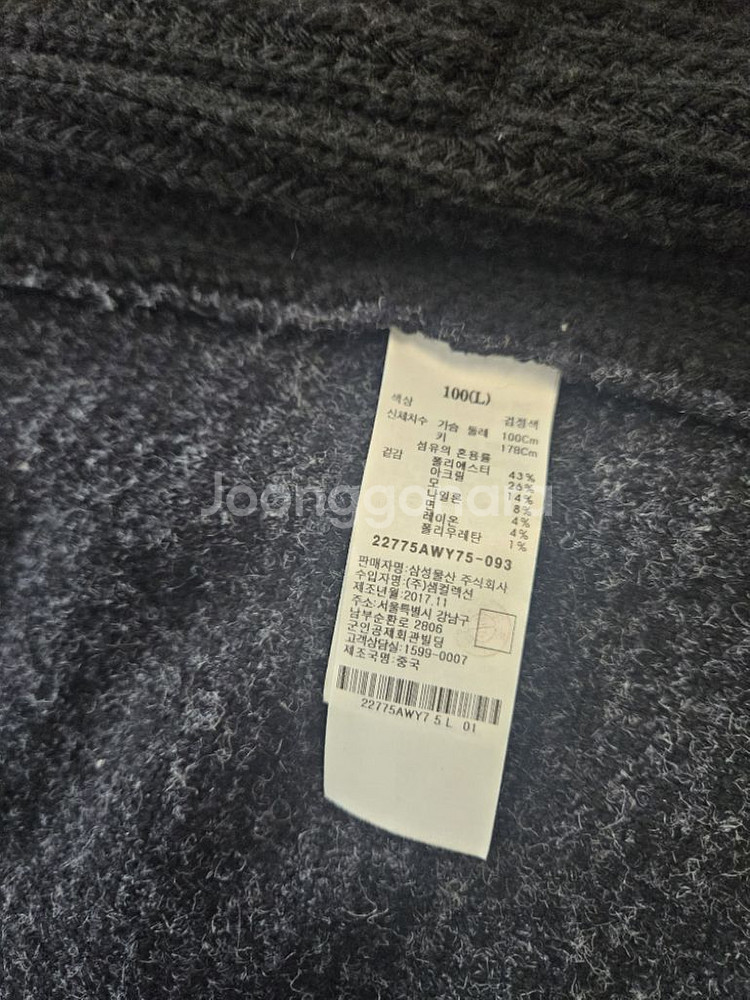 100(L)
색상 검정색
신체치수 가슴 둘레 100Cm
키 178Cm
섬유의 혼용률
겉감 폴리에스터 43%
아크릴 26%
모 14%
나일론 8%
면 4%
레이온 4%
폴리우레탄 1%
22775AWY75-093
판매자명:삼성물산 주식회사
수입자명:(주)샘컬렉션
제조년월:2017.11
주소:서울특별시 강남구
남부순환로 2806
군인공제회관빌딩
고객상담실:1599-0007
제조국명:중국
22775AWY7 5 L 01
Joonggonara